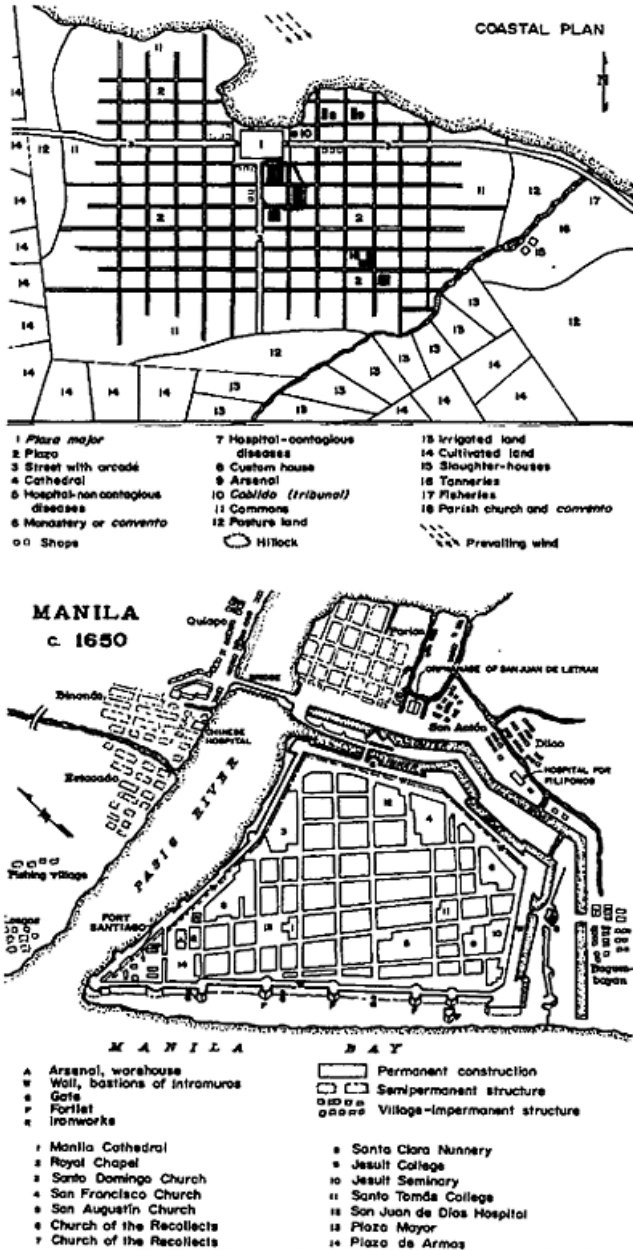 COASTAL PLAN
N
1 Plaza major
2 Plaza
3 Street with arcade
4 Cathedral
5 Hospital-noncontagious
diseases
6 Monastery or convento
Shops
7 Hospital-contagious
diseases
8 Custom house
9 Arsenal
10 Cabildo (tribunal)
11 Commons
12 Pasture land
Hillock
13 Irrigated land
14 Cultivated land
15 Slaughter-houses
16 Tanneries
17 Fisheries
18 Parish church and convento
Prevailing wind
MANILA
c. 1650
Quiapo
Parian
BRIDGE
ORPHANAGE OF SAN JUAN DE LETRAN
Binondo
CHINESE
HOSPITAL
San Antón
Dilao
HOSPITAL FOR
FILIPINOS
Estacado
PASIG RIVER
Fishing village
FORT
SANTIAGO
Bagum-
bayan
MANILA BAY
A Arsenal, warehouse
W Wall, bastions of Intramuros
G Gate
F Fortlet
R Ironworks
Permanent construction
Semipermanent structure
Village-impermanent structure
1 Manila Cathedral
2 Royal Chapel
3 Santo Domingo Church
4 San Francisco Church
5 San Augustín Church
6 Church of the Recollects
7 Church of the Recollects
8 Santa Clara Nunnery
9 Jesuit College
10 Jesuit Seminary
11 Santo Tomás College
12 San Juan de Dios Hospital
13 Plaza Mayor
14 Plaza de Armas